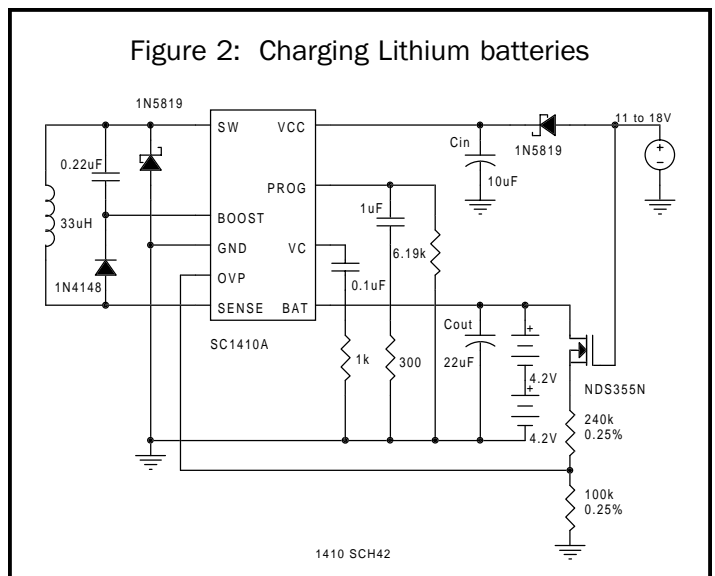 Figure 2: Charging Lithium batteries
1N5819
11 to 18V
SW
VCC
0.22uF
Cin
1N5819
10uF
PROG
1uF
33uH
BOOST
6.19k
GND
VC
0.1uF
1N4148
OVP
SENSE
BAT
Cout
SC1410A
1k
300
22uF
+
4.2V
+
4.2V
NDS355N
240k
0.25%
100k
0.25%
1410 SCH42
+
−